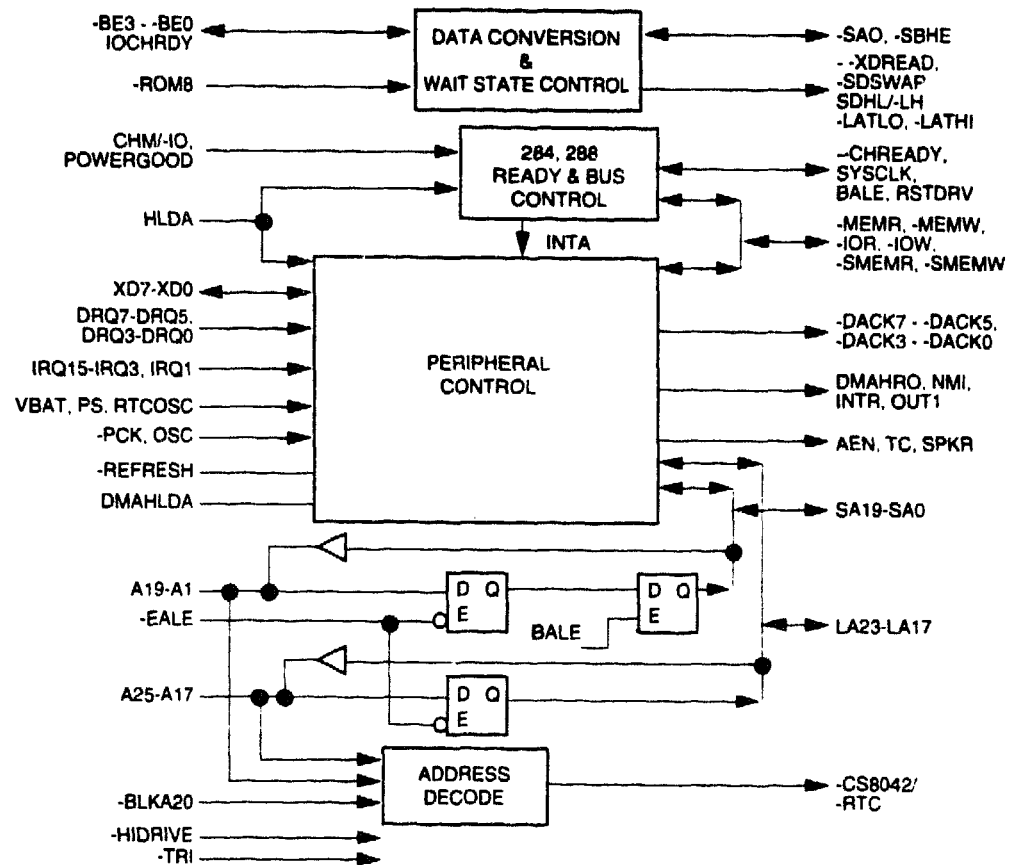 -BE3 - -BE0
IOCHRDY
-ROM8
DATA CONVERSION
&
WAIT STATE CONTROL
-SAO, -SBHE
- -XDREAD,
-SDSWAP
SDHL/-LH
-LATLO, -LATHI
CHM/-IO,
POWERGOOD
HLDA
284, 288
READY & BUS
CONTROL
--CHREADY,
SYSCLK,
BALE, RSTDRV
INTA
-MEMR, -MEMW,
-IOR, -IOW,
-SMEMR, -SMEMW
XD7-XD0
DRQ7-DRQ5,
DRQ3-DRQ0
IRQ15-IRQ3, IRQ1
VBAT, PS, RTCOSC
-PCK, OSC
-REFRESH
DMAHLDA
PERIPHERAL
CONTROL
-DACK7 - -DACK5,
-DACK3 - -DACK0
DMAHRO, NMI,
INTR, OUT1
AEN, TC, SPKR
SA19-SA0
A19-A1
-EALE
D Q
E
BALE
D Q
E
LA23-LA17
A25-A17
D Q
E
ADDRESS
DECODE
-BLKA20
-HIDRIVE
-TRI
-CS8042/
-RTC